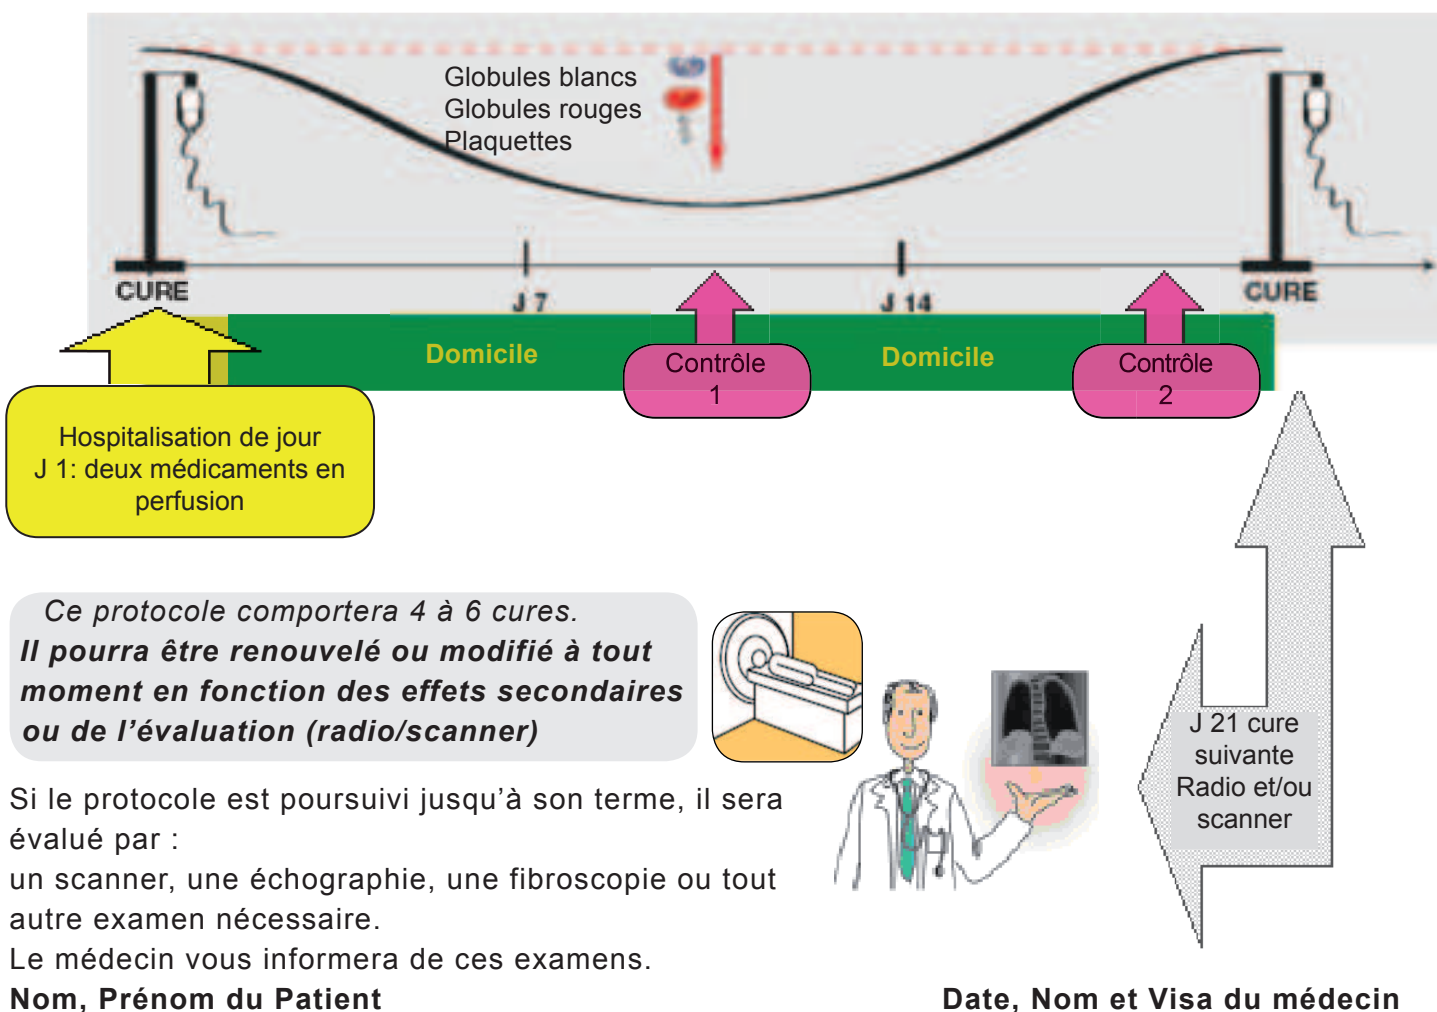 Globules blancs
Globules rouges
Plaquettes
CURE
J 7
J 14
CURE
Domicile
Contrôle
1
Domicile
Contrôle
2
Hospitalisation de jour
J 1: deux médicaments en
perfusion
Ce protocole comportera 4 à 6 cures.
Il pourra être renouvelé ou modifié à tout
moment en fonction des effets secondaires
ou de l’évaluation (radio/scanner)
J 21 cure
suivante
Radio et/ou
scanner
Si le protocole est poursuivi jusqu’à son terme, il sera
évalué par :
un scanner, une échographie, une fibroscopie ou tout
autre examen nécessaire.
Le médecin vous informera de ces examens.
Nom, Prénom du Patient
Date, Nom et Visa du médecin